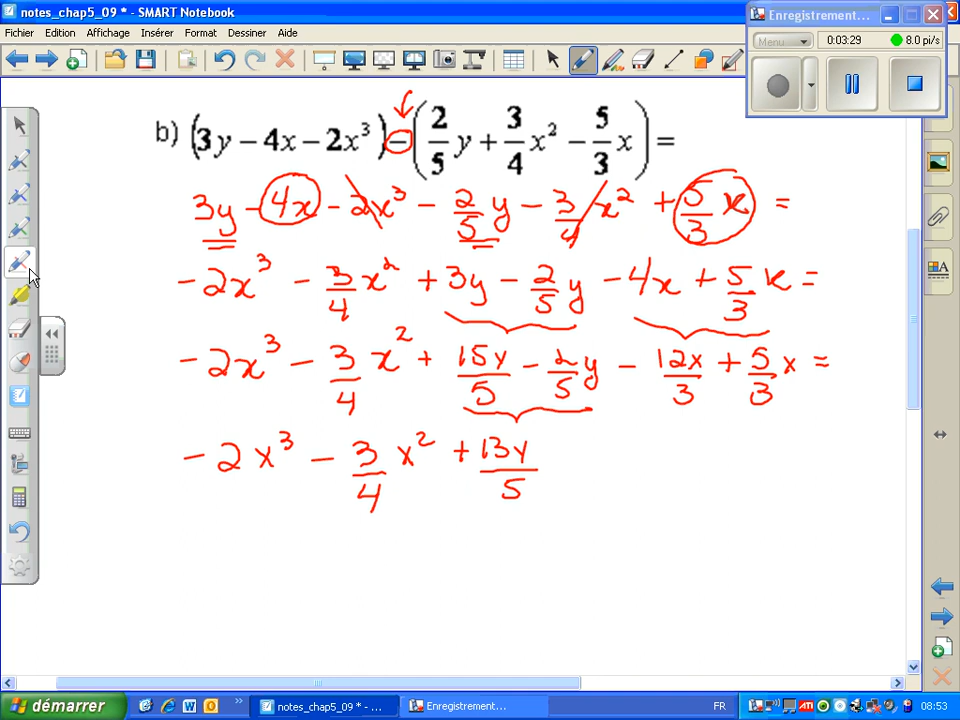 notes_chap5_09 * - SMART Notebook
Enregistrement...
Fichier Edition Affichage Insérer Format Dessiner Aide
Menu 0:03:29 8.0 pi/s
b) (3y − 4x − 2x³) − (2/5 y + 3/4 x² − 5/3 x) =
3y − 4x − 2x³ − 2/5 y − 3/4 x² + 5/3 x =
− 2x³ − 3/4 x² + 3y − 2/5 y − 4x + 5/3 x =
− 2x³ − 3/4 x² + 15y/5 − 2/5 y − 12x/3 + 5/3 x =
− 2x³ − 3/4 x² + 13y/5
démarrer notes_chap5_09 * - ... Enregistrement... FR 08:53